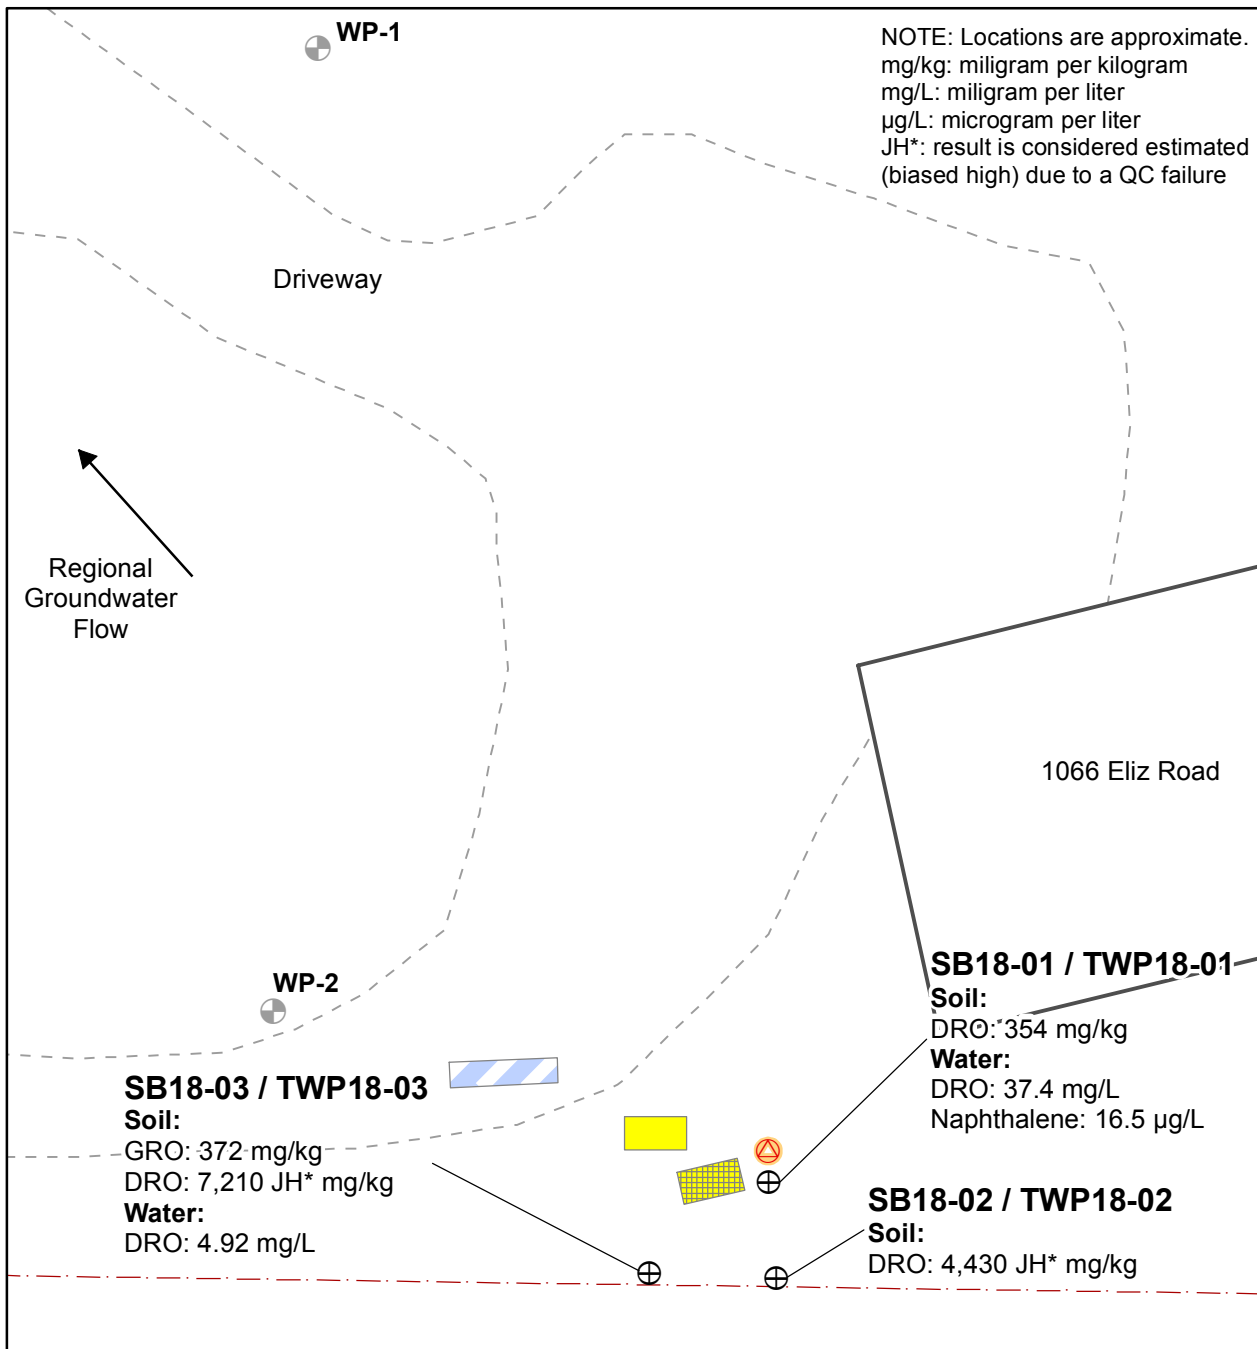 WP-1
NOTE: Locations are approximate.
mg/kg: miligram per kilogram
mg/L: miligram per liter
µg/L: microgram per liter
JH*: result is considered estimated
(biased high) due to a QC failure
Driveway
Regional
Groundwater
Flow
1066 Eliz Road
WP-2
SB18-01 / TWP18-01
Soil:
DRO: 354 mg/kg
Water:
DRO: 37.4 mg/L
Naphthalene: 16.5 µg/L
SB18-03 / TWP18-03
Soil:
GRO: 372 mg/kg
DRO: 7,210 JH* mg/kg
Water:
DRO: 4.92 mg/L
SB18-02 / TWP18-02
Soil:
DRO: 4,430 JH* mg/kg